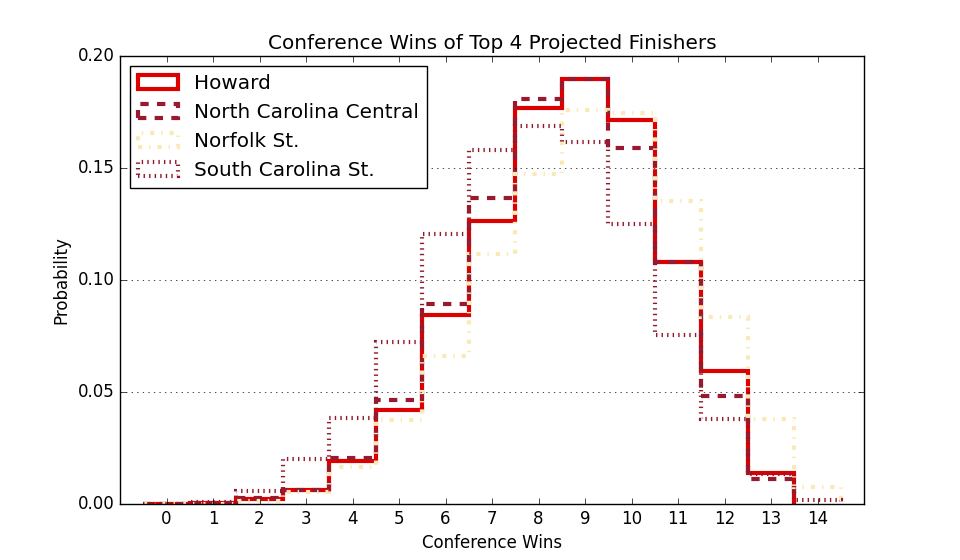 Conference Wins of Top 4 Projected Finishers
Howard
North Carolina Central
Norfolk St.
South Carolina St.
0.20
0.15
0.10
0.05
0.00
Probability
0 1 2 3 4 5 6 7 8 9 10 11 12 13 14
Conference Wins